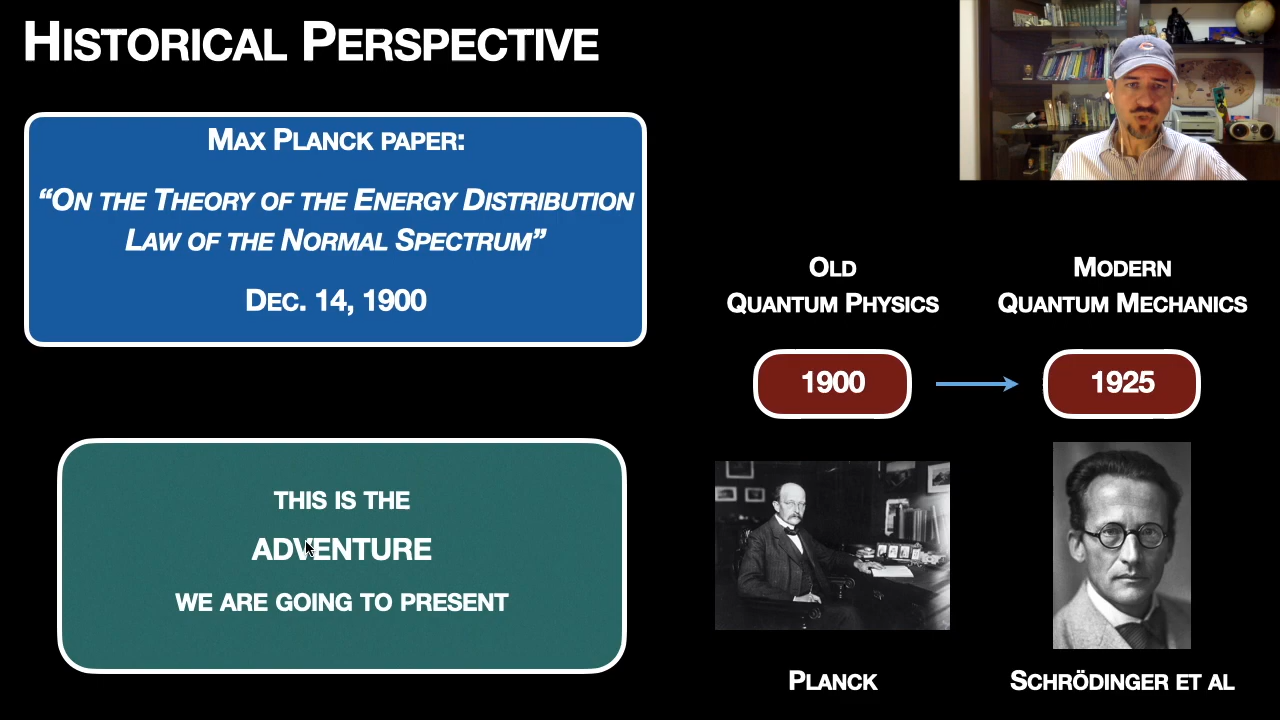 Historical Perspective
Max Planck paper:
“On the Theory of the Energy Distribution
Law of the Normal Spectrum”
Dec. 14, 1900
THIS IS THE
ADVENTURE
WE ARE GOING TO PRESENT
Old
Quantum Physics
Modern
Quantum Mechanics
1900
1925
Planck
Schrödinger et al